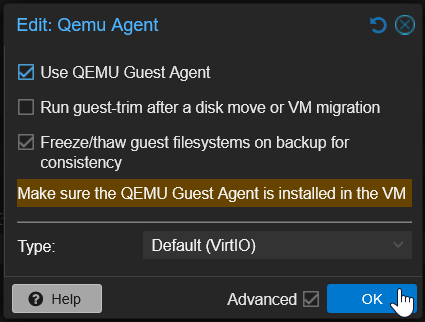 Edit: Qemu Agent
Use QEMU Guest Agent
Run guest-trim after a disk move or VM migration
Freeze/thaw guest filesystems on backup for
consistency
Make sure the QEMU Guest Agent is installed in the VM
Type: Default (VirtIO)
? Help Advanced OK